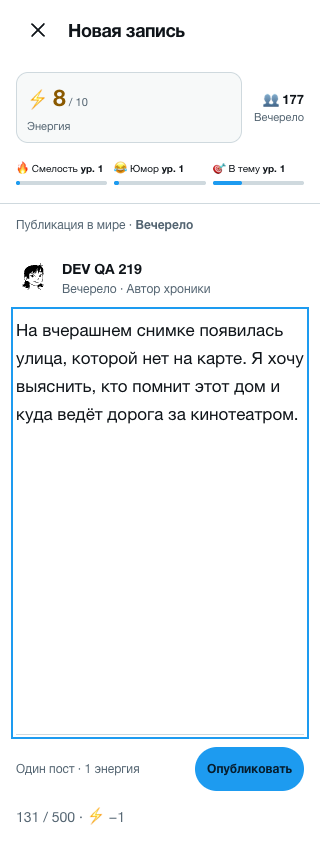 Новая запись
⚡ 8 / 10
Энергия
👥 177
Вечерело
🔥 Смелость ур. 1
😂 Юмор ур. 1
🎯 В тему ур. 1
Публикация в мире · Вечерело
DEV QA 219
Вечерело · Автор хроники
На вчерашнем снимке появилась
улица, которой нет на карте. Я хочу
выяснить, кто помнит этот дом и
куда ведёт дорога за кинотеатром.
Один пост · 1 энергия
Опубликовать
131 / 500 · ⚡ −1